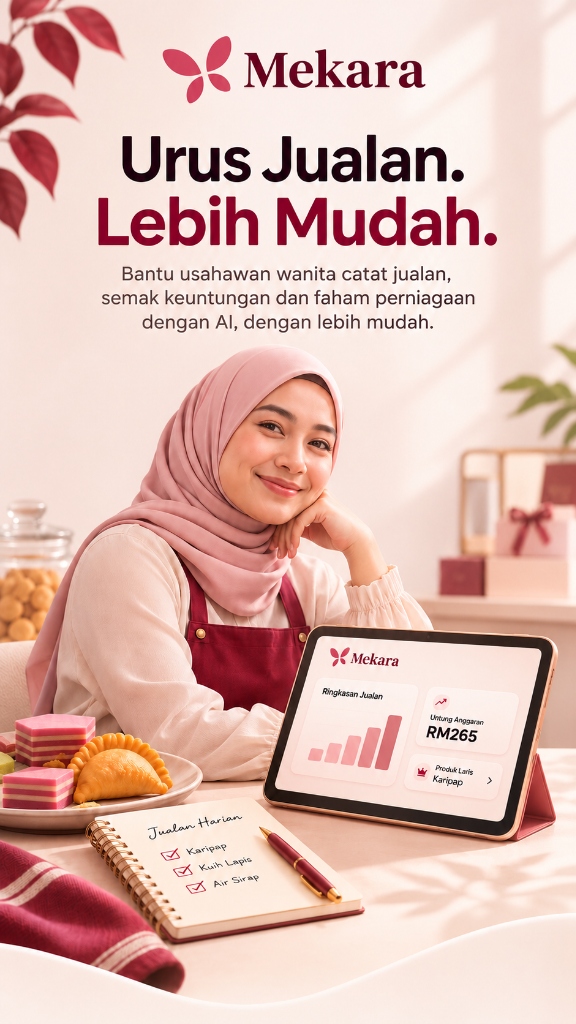 Mekara
Urus Jualan.
Lebih Mudah.
Bantu usahawan wanita catat jualan,
semak keuntungan dan faham perniagaan
dengan AI, dengan lebih mudah.
Mekara
Ringkasan Jualan
Untung Anggaran
RM265
Produk Laris
Karipap
Jualan Harian
Karipap
Kuih Lapis
Air Sirap